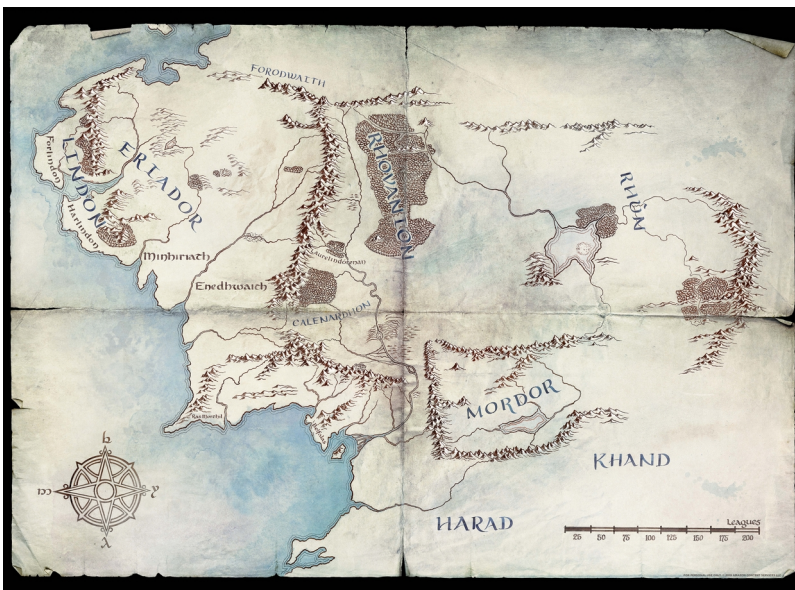 FORODWAITH
LINDON
Forlindon
ERIADOR
RHOVANION
RHÛN
Harlindon
Minhiriath
Enedhwaith
Laurelindórenan
CALENARDHON
MORDOR
KHAND
HARAD
Leagues
25 50 75 100 125 150 175 200